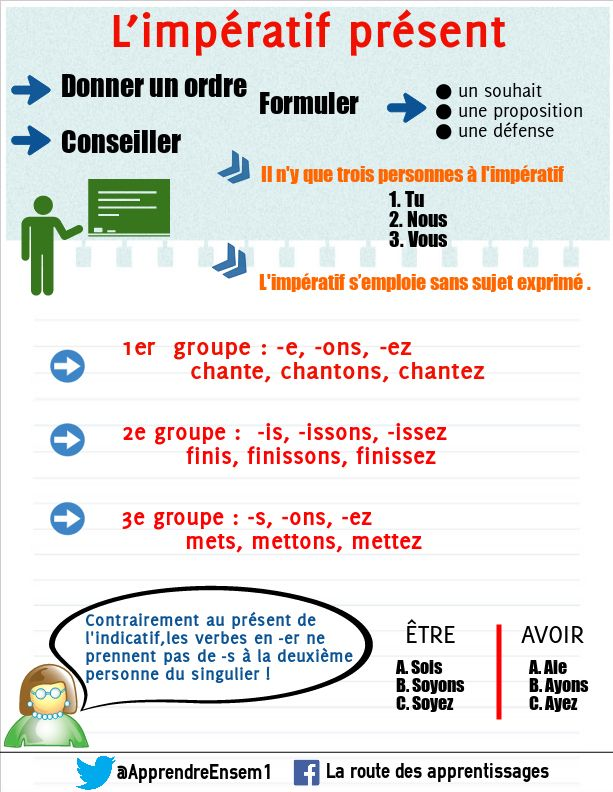 L'impératif présent
Donner un ordre
Conseiller
Formuler
un souhait
une proposition
une défense
Il n'y que trois personnes à l'impératif
1. Tu
2. Nous
3. Vous
L'impératif s'emploie sans sujet exprimé .
1er groupe : -e, -ons, -ez
chante, chantons, chantez
2e groupe : -is, -issons, -issez
finis, finissons, finissez
3e groupe : -s, -ons, -ez
mets, mettons, mettez
Contrairement au présent de
l'indicatif,les verbes en -er ne
prennent pas de -s à la deuxième
personne du singulier !
ÊTRE
A. Sois
B. Soyons
C. Soyez
AVOIR
A. Aie
B. Ayons
C. Ayez
@ApprendreEnsem1
La route des apprentissages